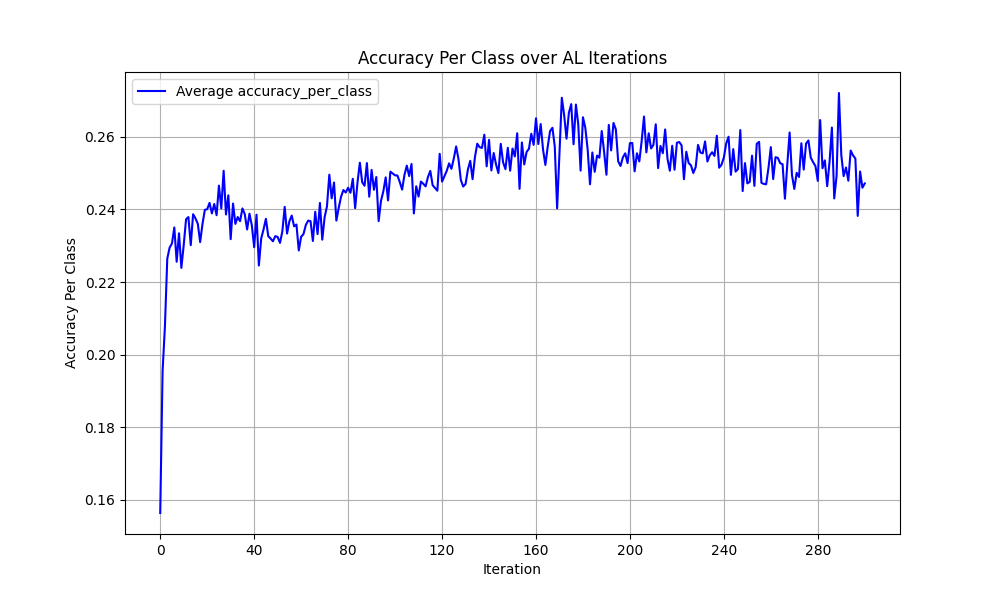 Accuracy Per Class over AL Iterations
Average accuracy_per_class
Accuracy Per Class
0.26
0.24
0.22
0.20
0.18
0.16
0 40 80 120 160 200 240 280
Iteration